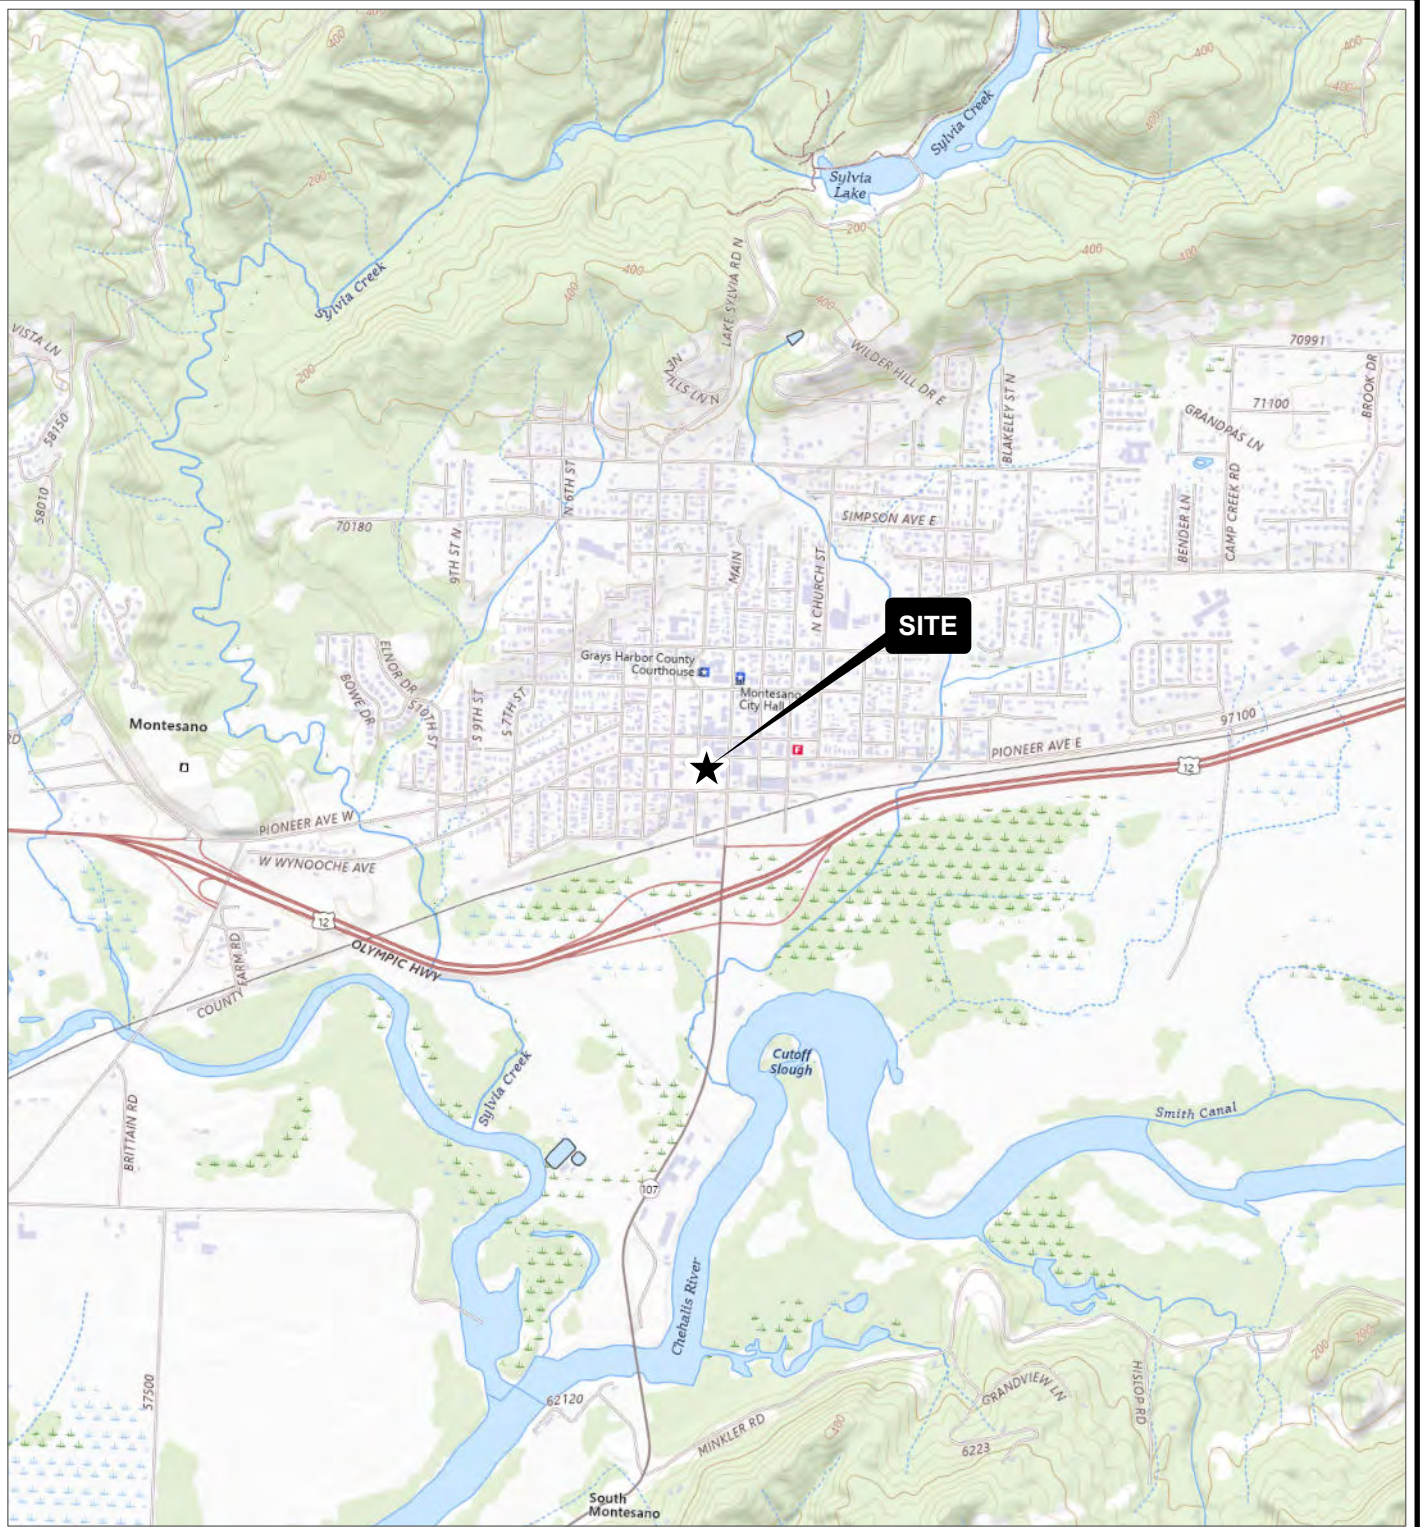 400
400
400
400
400
400
Sylvia Creek
Sylvia
Lake
200
200
400
400
400
400
400
LAKE SYLVIA RD N
Sylvia Creek
VISTA LN
200
WILDER HILL DR E
70991
BROOK DR
71100
GRANDPAS LN
BLAKELEY ST N
58150
58010
N 6TH ST
70180
9TH ST N
SIMPSON AVE E
MAIN
N CHURCH ST
BENDER LN
CAMP CREEK RD
SITE
Grays Harbor County
Courthouse
Montesano
City Hall
ELNOR DR
BOWE DR
S 10TH ST
S 9TH ST
S 7TH ST
Montesano
RD
F
97100
PIONEER AVE E
12
PIONEER AVE W
W WYNOOCHE AVE
12
OLYMPIC HWY
COUNTY FARM RD
Cutoff
Slough
Sylvia Creek
BRITTAIN RD
Smith Canal
107
Chehalis River
57500
62120
MINKLER RD
GRANDVIEW LN
6223
HISLOP RD
400
200
200
South
Montesano